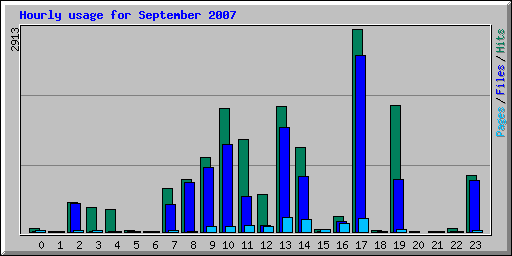 Hourly usage for September 2007
2913
Pages / Files / Hits
0 1 2 3 4 5 6 7 8 9 10 11 12 13 14 15 16 17 18 19 20 21 22 23